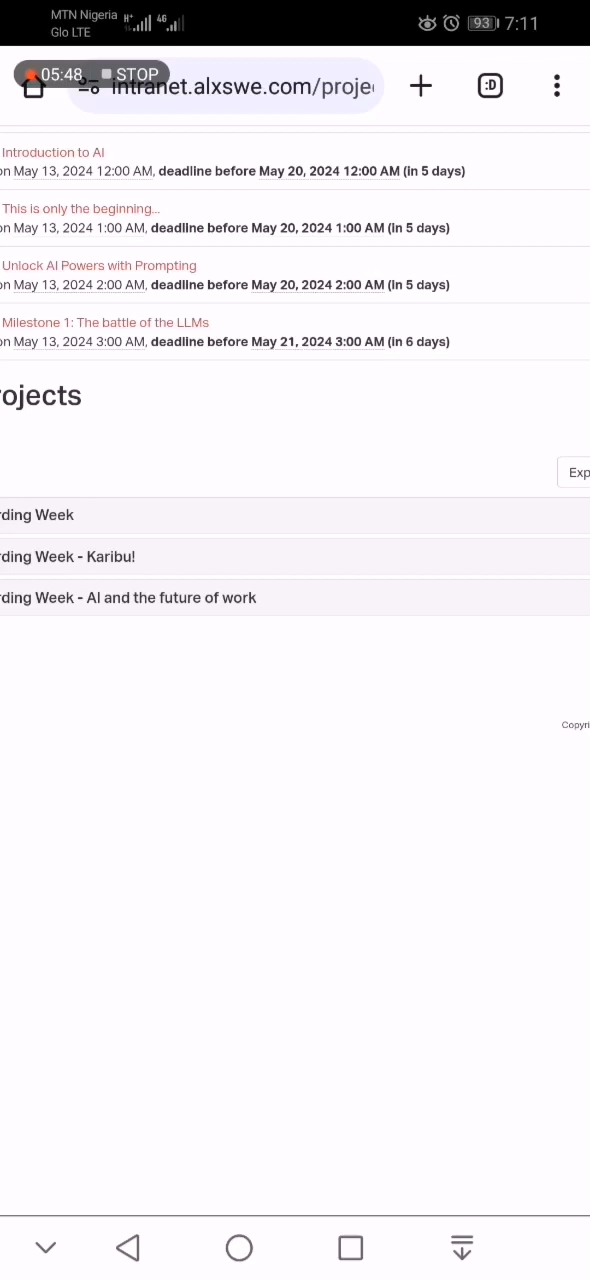 MTN Nigeria
Glo LTE
H+
4G
93
7:11
05:48
STOP
intranet.alxswe.com/proje
:D
Introduction to AI
on May 13, 2024 12:00 AM, deadline before May 20, 2024 12:00 AM (in 5 days)
This is only the beginning...
on May 13, 2024 1:00 AM, deadline before May 20, 2024 1:00 AM (in 5 days)
Unlock AI Powers with Prompting
on May 13, 2024 2:00 AM, deadline before May 20, 2024 2:00 AM (in 5 days)
Milestone 1: The battle of the LLMs
on May 13, 2024 3:00 AM, deadline before May 21, 2024 3:00 AM (in 6 days)
rojects
Exp
rding Week
rding Week - Karibu!
rding Week - AI and the future of work
Copyri